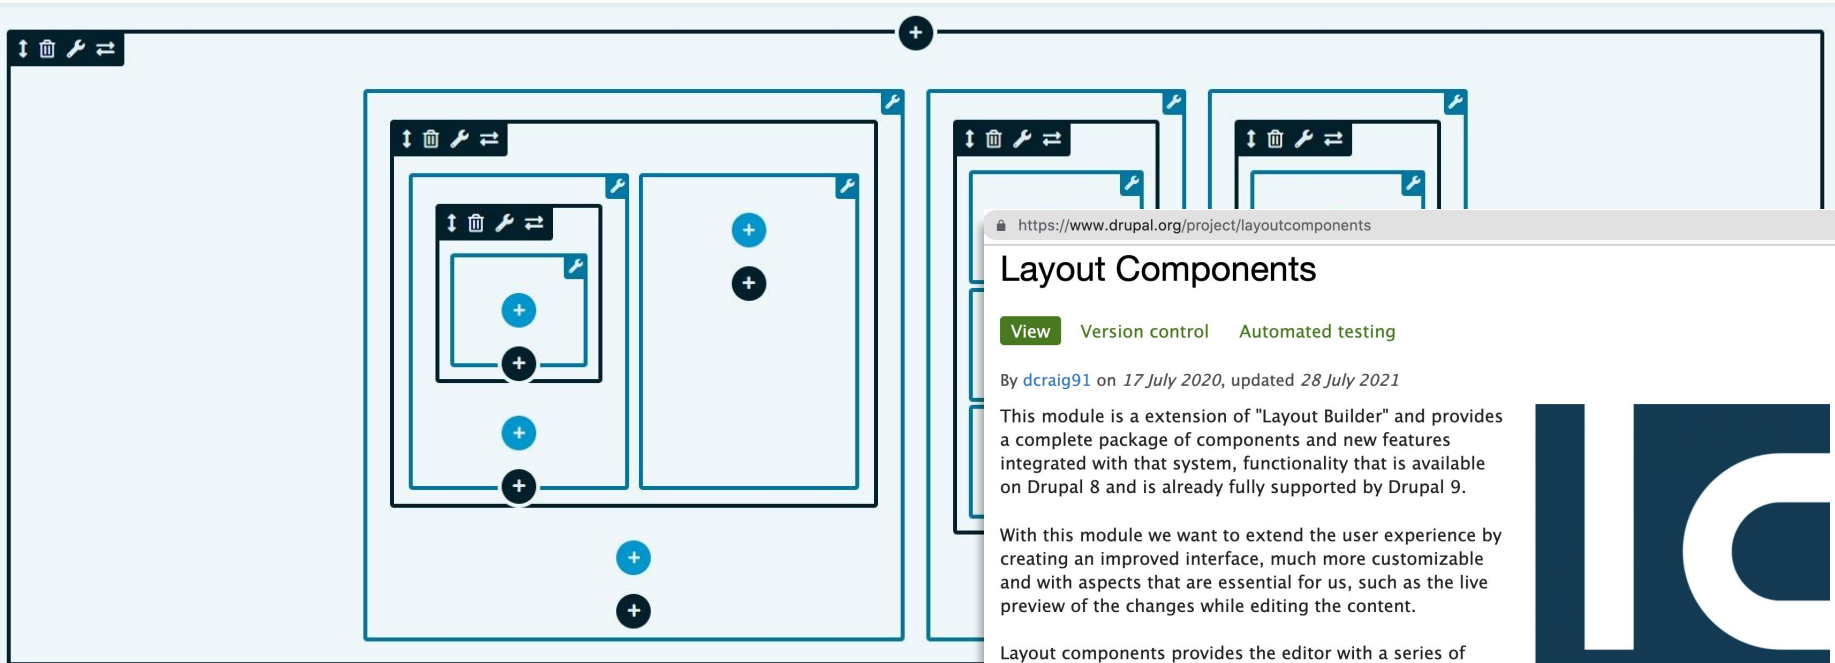 https://www.drupal.org/project/layoutcomponents
Layout Components
View Version control Automated testing
By dcraig91 on 17 July 2020, updated 28 July 2021
This module is a extension of "Layout Builder" and provides
a complete package of components and new features
integrated with that system, functionality that is available
on Drupal 8 and is already fully supported by Drupal 9.
With this module we want to extend the user experience by
creating an improved interface, much more customizable
and with aspects that are essential for us, such as the live
preview of the changes while editing the content.
Layout components provides the editor with a series of